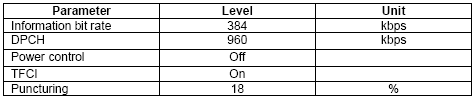 Parameter Level Unit
Information bit rate 384 kbps
DPCH 960 kbps
Power control Off
TFCI On
Puncturing 18 %